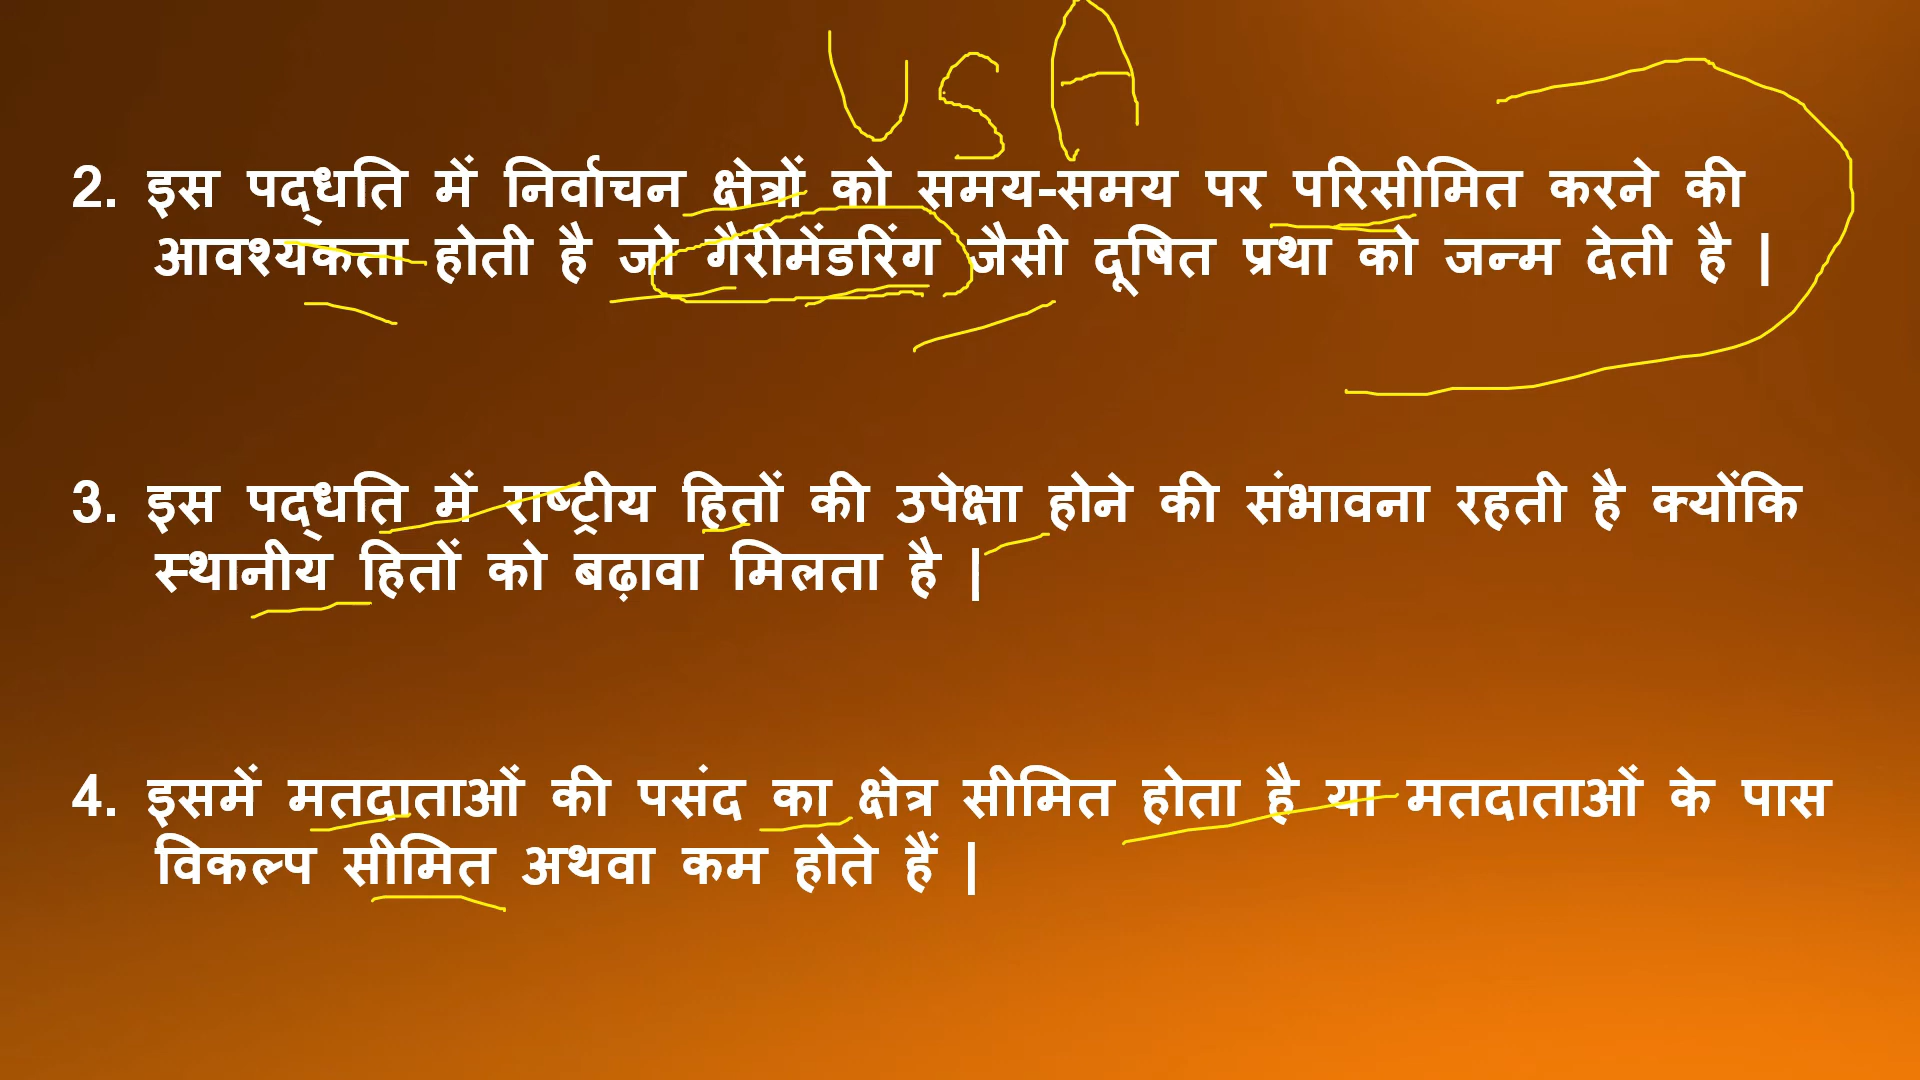 USA
2. इस पद्धति में निर्वाचन क्षेत्रों को समय-समय पर परिसीमित करने की
आवश्यकता होती है जो गैरीमेंडरिंग जैसी दूषित प्रथा को जन्म देती है |
3. इस पद्धति में राष्ट्रीय हितों की उपेक्षा होने की संभावना रहती है क्योंकि
स्थानीय हितों को बढ़ावा मिलता है |
4. इसमें मतदाताओं की पसंद का क्षेत्र सीमित होता है या मतदाताओं के पास
विकल्प सीमित अथवा कम होते हैं |